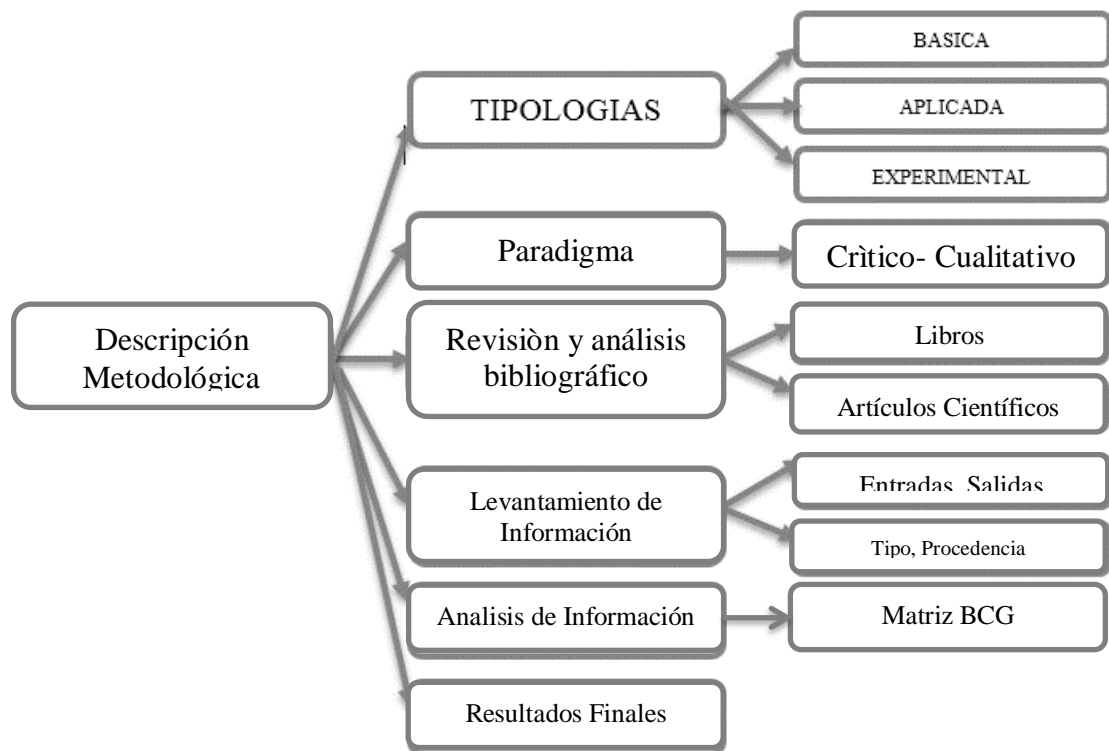 BASICA
TIPOLOGIAS
APLICADA
EXPERIMENTAL
Paradigma
Crìtico- Cualitativo
Descripción
Metodológica
Revisiòn y análisis
bibliográfico
Libros
Artículos Científicos
Levantamiento de
Información
Entradas, Salidas
Tipo, Procedencia
Analisis de Información
Matriz BCG
Resultados Finales